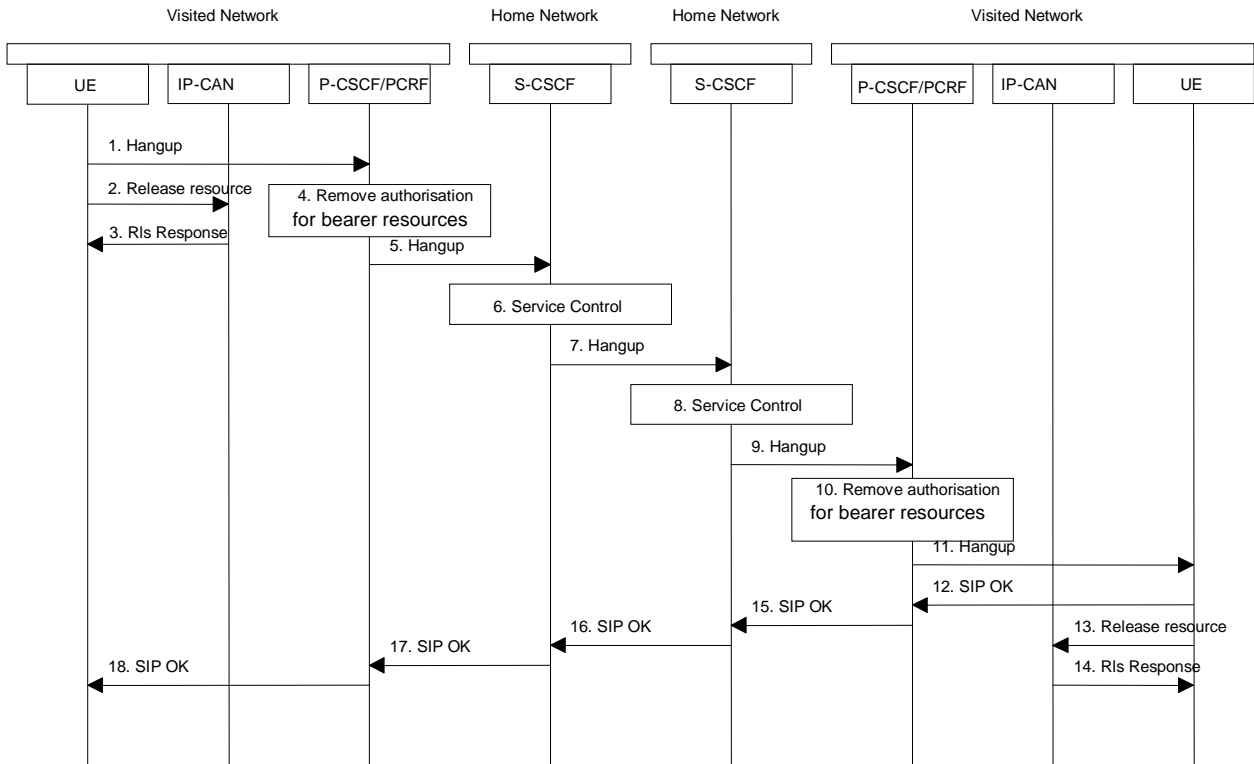 Visited Network
Home Network
Home Network
Visited Network
UE
IP-CAN
P-CSCF/PCRF
S-CSCF
S-CSCF
P-CSCF/PCRF
IP-CAN
UE
1. Hangup
2. Release resource
4. Remove authorisation
for bearer resources
3. Rls Response
5. Hangup
6. Service Control
7. Hangup
8. Service Control
9. Hangup
10. Remove authorisation
for bearer resources
11. Hangup
12. SIP OK
15. SIP OK
16. SIP OK
13. Release resource
17. SIP OK
18. SIP OK
14. Rls Response